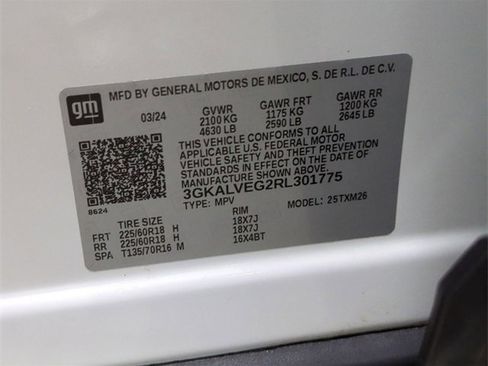 gm
MFD BY GENERAL MOTORS DE MEXICO, S. DE R.L. DE C.V.
03/24 GVWR GAWR FRT GAWR RR
2100 KG 1175 KG 1200 KG
4630 LB 2590 LB 2645 LB
THIS VEHICLE CONFORMS TO ALL
APPLICABLE U.S. FEDERAL MOTOR
VEHICLE SAFETY AND THEFT PREVENTION
STANDARDS IN EFFECT ON THE DATE OF
MANUFACTURE SHOWN ABOVE.
3GKALVEG2RL301775
8624
TYPE: MPV MODEL: 25TXM26
TIRE SIZE RIM
FRT 225/60R18 H 18X7J
RR 225/60R18 H 18X7J
SPA T135/70R16 M 16X4BT